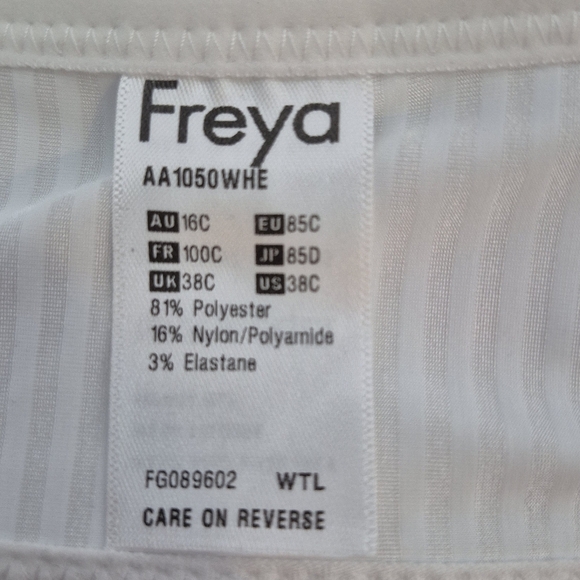 Freya
AA1050WHE
AU 16C EU 85C
FR 100C JP 85D
UK 38C US 38C
81% Polyester
16% Nylon/Polyamide
3% Elastane
FG089602 WTL
CARE ON REVERSE